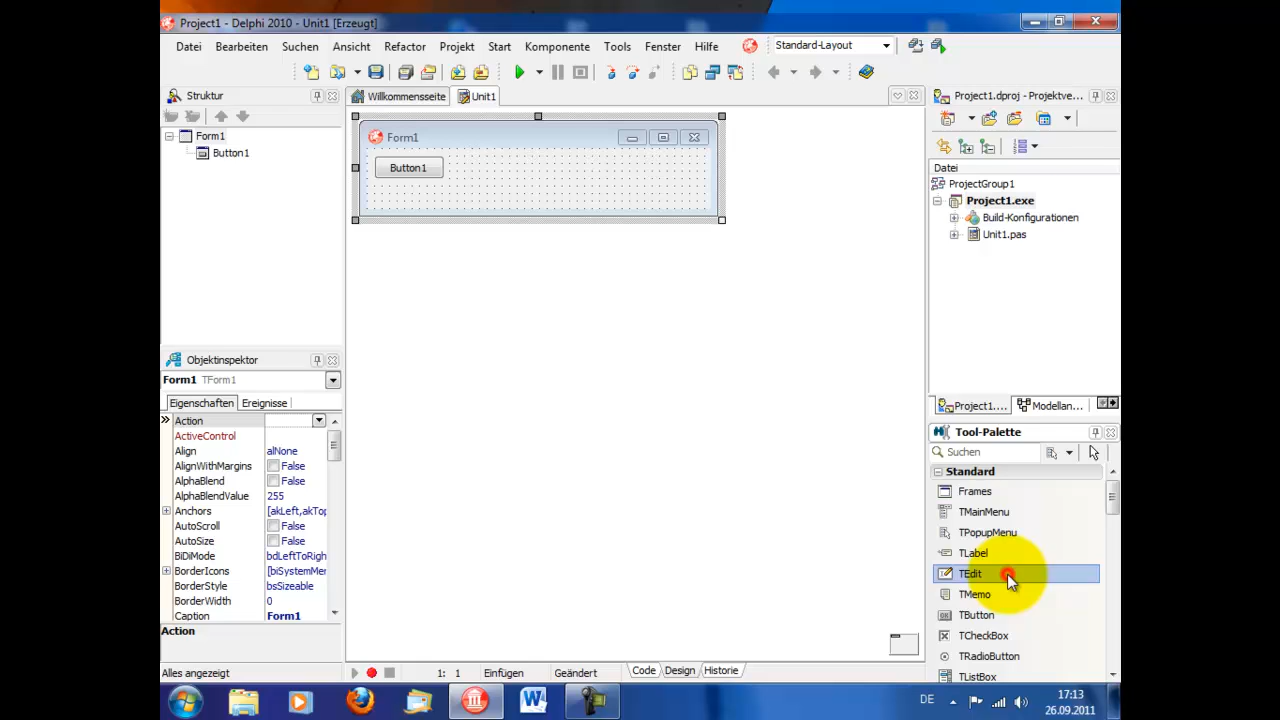 Project1 - Delphi 2010 - Unit1 [Erzeugt]
Datei Bearbeiten Suchen Ansicht Refactor Projekt Start Komponente Tools Fenster Hilfe Standard-Layout
Struktur
Form1
Button1
Willkommensseite Unit1
Form1
Button1
Project1.dproj - Projektve...
Datei
ProjectGroup1
Project1.exe
Build-Konfigurationen
Unit1.pas
Project1.... Modellan...
Objektinspektor
Form1 TForm1
Eigenschaften Ereignisse
Action
ActiveControl
Align alNone
AlignWithMargins False
AlphaBlend False
AlphaBlendValue 255
Anchors [akLeft,akTop
AutoScroll False
AutoSize False
BiDiMode bdLeftToRigh
BorderIcons [biSystemMer
BorderStyle bsSizeable
BorderWidth 0
Caption Form1
Action
Alles angezeigt
1: 1 Einfügen Geändert Code Design Historie
Tool-Palette
Suchen
Standard
Frames
TMainMenu
TPopupMenu
TLabel
TEdit
TMemo
TButton
TCheckBox
TRadioButton
TListBox
DE 17:13
26.09.2011